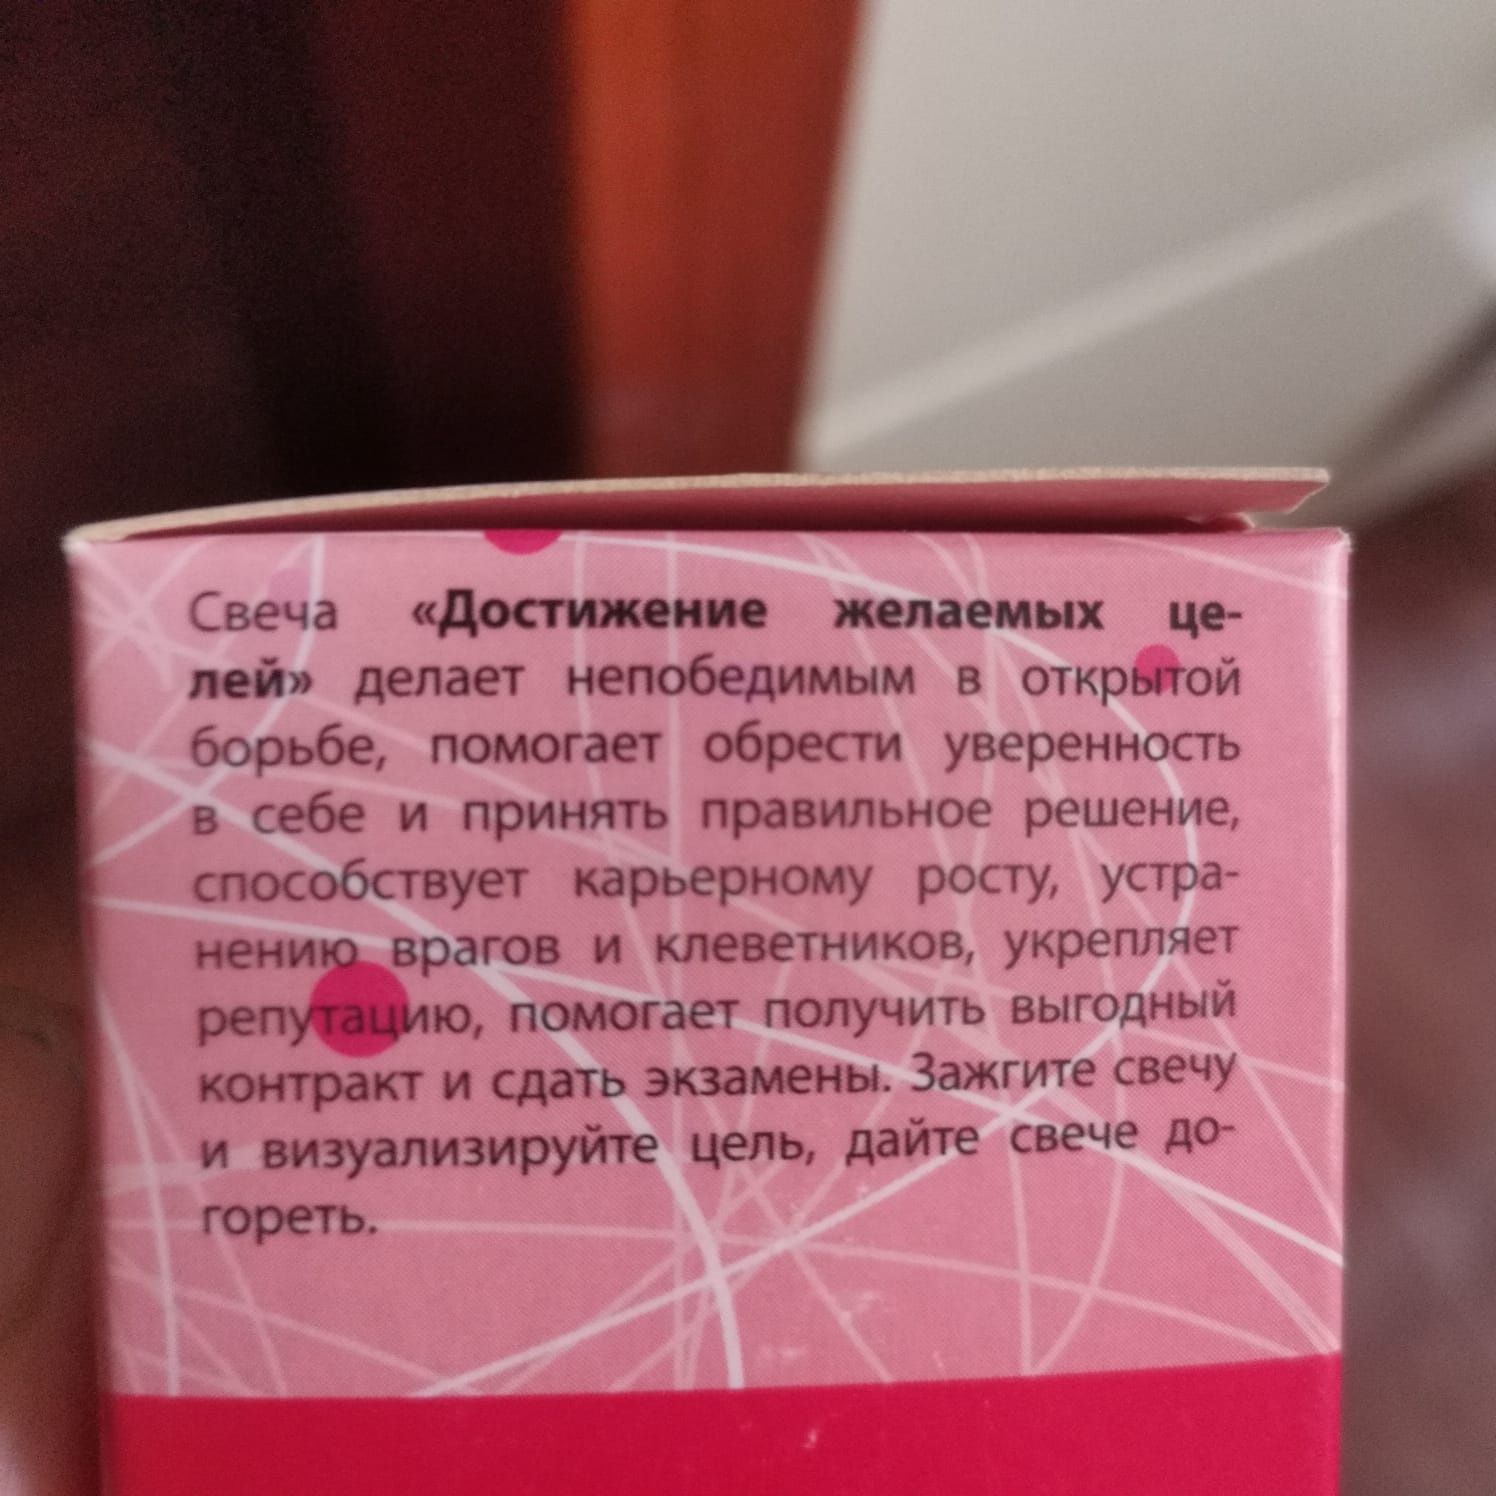 Свеча «Достижение желаемых це-
лей» делает непобедимым в открытой
борьбе, помогает обрести уверенность
в себе и принять правильное решение,
способствует карьерному росту, устра-
нению врагов и клеветников, укрепляет
репутацию, помогает получить выгодный
контракт и сдать экзамены. Зажгите свечу
и визуализируйте цель, дайте свече до-
гореть.